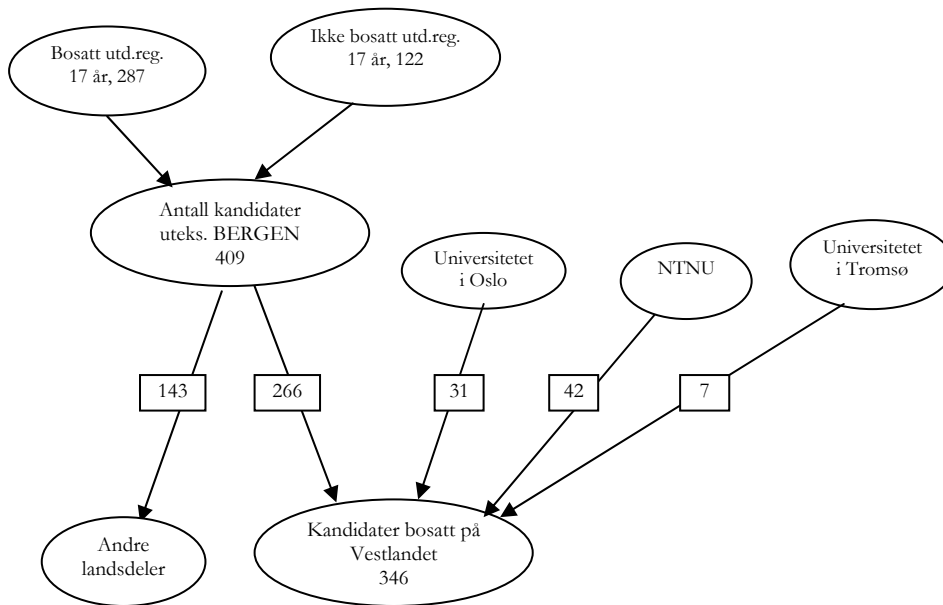 Bosatt utd.reg.
17 år, 287
Ikke bosatt utd.reg.
17 år, 122
Antall kandidater
uteks. BERGEN
409
Universitetet
i Oslo
NTNU
Universitetet
i Tromsø
143
266
31
42
7
Andre
landsdeler
Kandidater bosatt på
Vestlandet
346